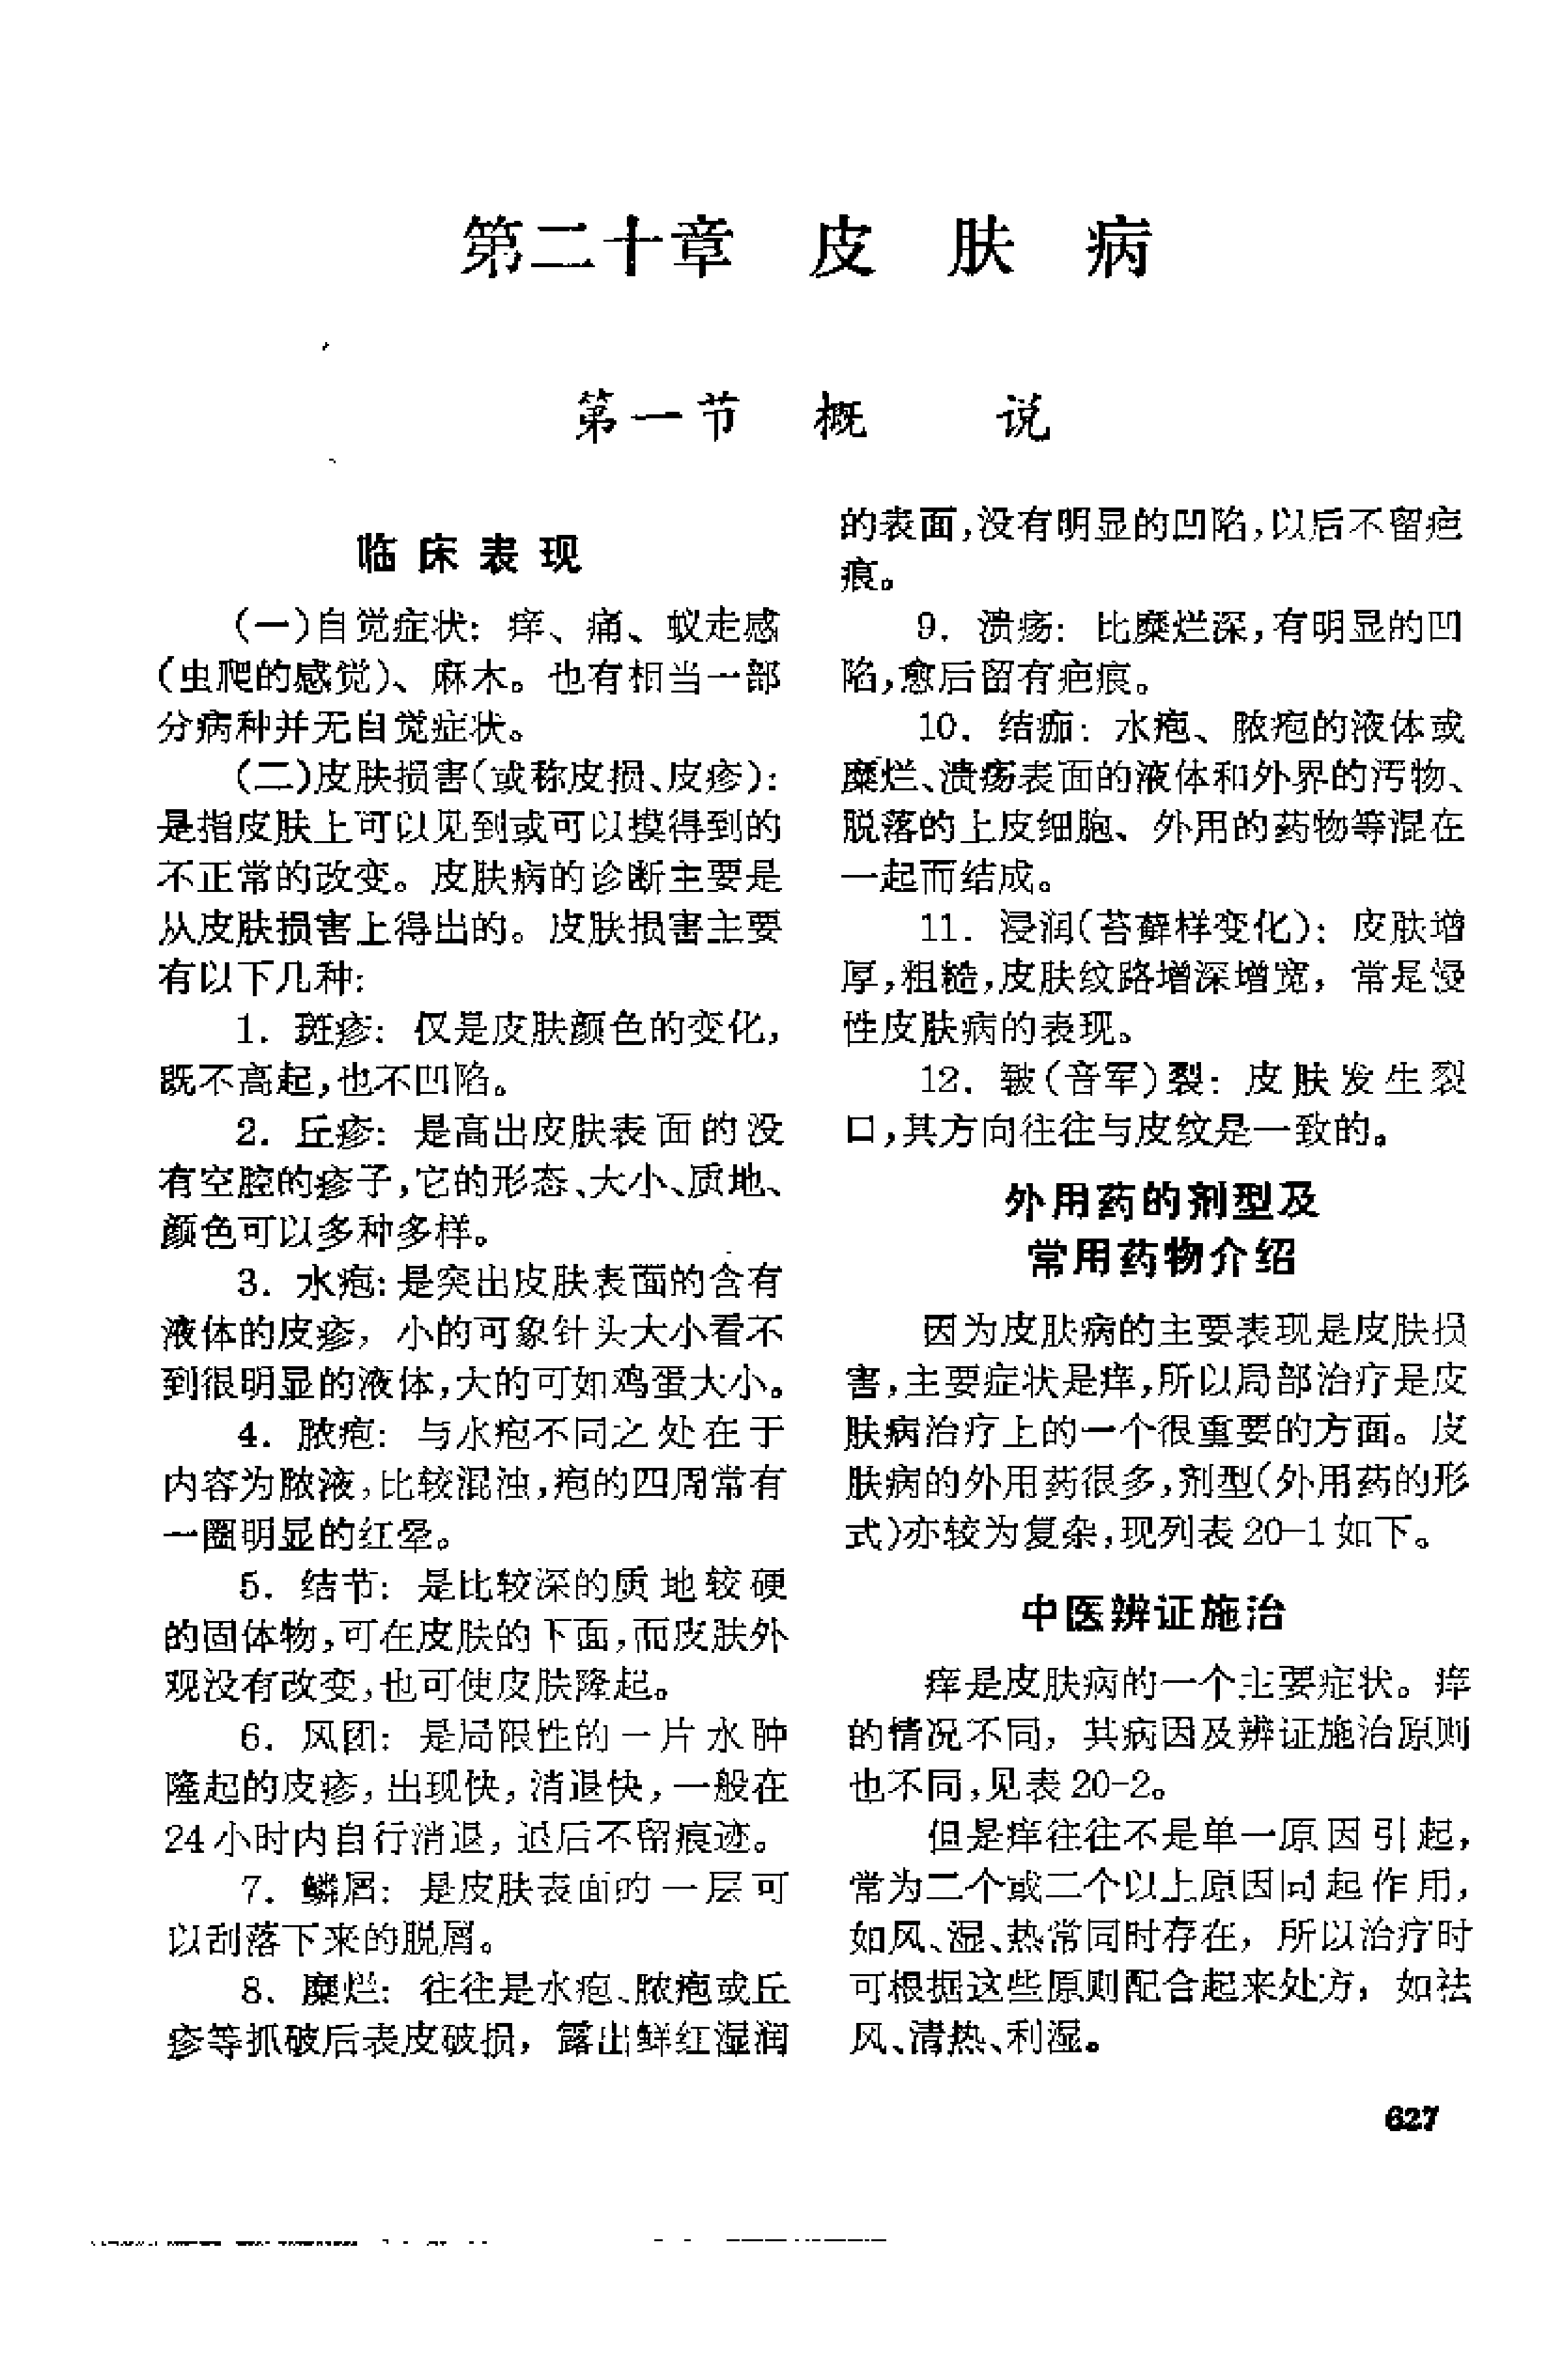 第二十章 皮肤病
第一节 概说
临床表现
(一)自觉症状：痒、痛、蚁走感
(虫爬的感觉)、麻木。也有相当一部
分病种并无自觉症状。
(二)皮肤损害(或称皮损、皮疹)：
是指皮肤上可以见到或可以摸得到的
不正常的改变。皮肤病的诊断主要是
从皮肤损害上得出的。皮肤损害主要
有以下几种：
1．斑疹：仅是皮肤颜色的变化，
既不高起，也不凹陷。
2．丘疹：是高出皮肤表面的没
有空腔的疹子，它的形态、大小、质地、
颜色可以多种多样。
3．水疱：是突出皮肤表面的含有
液体的皮疹，小的可象针头大小看不
到很明显的液体，大的可如鸡蛋大小。
4．脓疱：与水疱不同之处在于
内容为脓液，比较混浊，疱的四周常有
一圈明显的红晕。
5．结节：是比较深的质地较硬
的固体物，可在皮肤的下面，而皮肤外
观没有改变，也可使皮肤隆起。
6．风团：是局限性的一片水肿
隆起的皮疹，出现快，消退快，一般在
24小时内自行消退，退后不留痕迹。
7．鳞屑：是皮肤表面的一层可
以刮落下来的脱屑。
8．糜烂：往往是水疱、脓疱或丘
疹等抓破后表皮破损，露出鲜红湿润
的表面，没有明显的凹陷，以后不留疤
痕。
9．溃疡：比糜烂深，有明显的凹
陷，愈后留有疤痕。
10．结痂：水疱、脓疱的液体或
糜烂、溃疡表面的液体和外界的污物、
脱落的上皮细胞、外用的药物等混在
一起而结成。
11．浸润(苔藓样变化)：皮肤增
厚，粗糙，皮肤纹路增深增宽，常是慢
性皮肤病的表现。
12．皲(音军)裂：皮肤发生裂
口，其方向往往与皮纹是一致的。
外用药的剂型及
常用药物介绍
因为皮肤病的主要表现是皮肤损
害，主要症状是痒，所以局部治疗是皮
肤病治疗上的一个很重要的方面。皮
肤病的外用药很多，剂型(外用药的形
式)亦较为复杂，现列表20-1如下。
中医辨证施治
痒是皮肤病的一个主要症状。痒
的情况不同，其病因及辨证施治原则
也不同，见表20-2。
但是痒往往不是单一原因引起，
常为二个或二个以上原因同起作用，
如风、湿、热常同时存在，所以治疗时
可根据这些原则配合起来处方，如祛
风、清热、利湿。
627